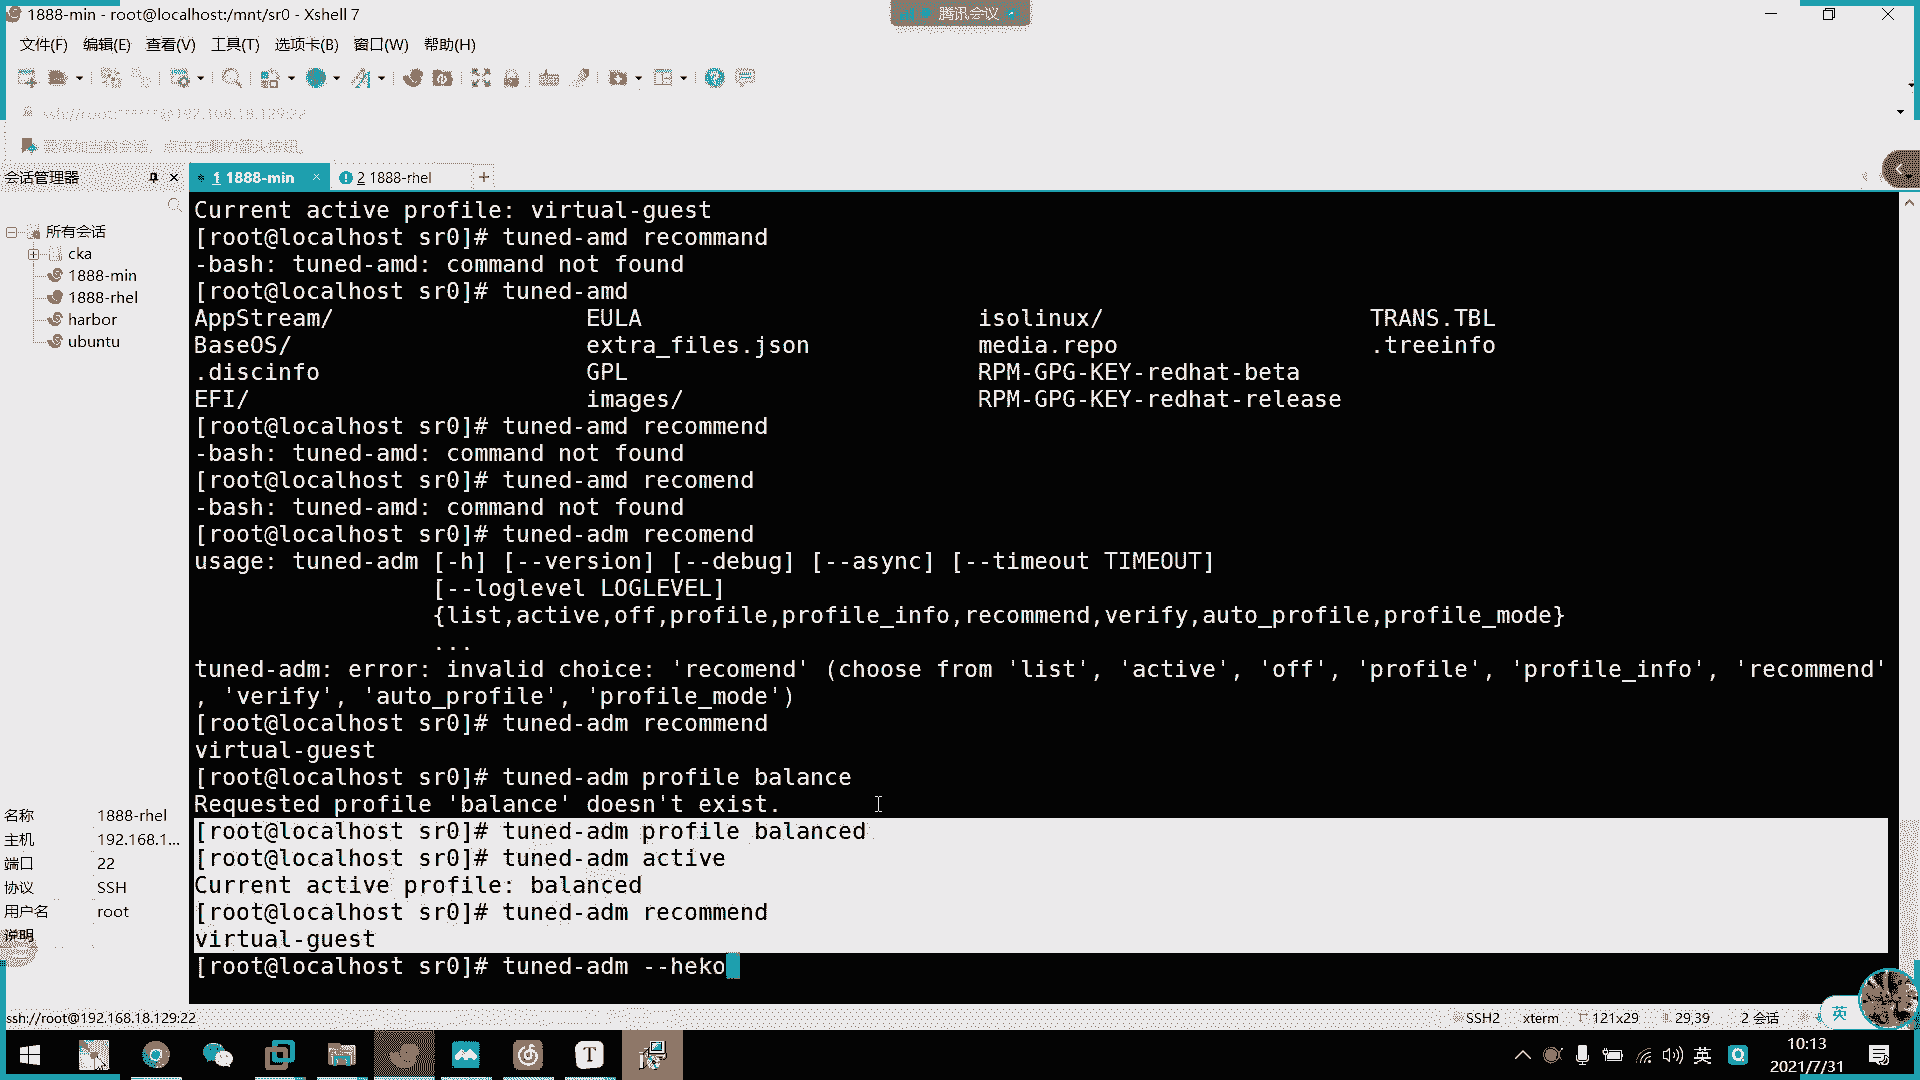 1888-min - root@localhost:/mnt/sr0 - Xshell 7
腾讯会议
文件(F) 编辑(E) 查看(V) 工具(T) 选项卡(B) 窗口(W) 帮助(H)
ssh://root:******@192.168.18.129:22
要添加当前会话，点击左侧的箭头按钮。
会话管理器
1 1888-min
2 1888-rhel
所有会话
cka
1888-min
1888-rhel
harbor
ubuntu
名称 1888-rhel
主机 192.168.1...
端口 22
协议 SSH
用户名 root
说明
Current active profile: virtual-guest
[root@localhost sr0]# tuned-amd recommand
-bash: tuned-amd: command not found
[root@localhost sr0]# tuned-amd
AppStream/ EULA isolinux/ TRANS.TBL
BaseOS/ extra_files.json media.repo .treeinfo
.discinfo GPL RPM-GPG-KEY-redhat-beta
EFI/ images/ RPM-GPG-KEY-redhat-release
[root@localhost sr0]# tuned-amd recommend
-bash: tuned-amd: command not found
[root@localhost sr0]# tuned-amd recomend
-bash: tuned-amd: command not found
[root@localhost sr0]# tuned-adm recomend
usage: tuned-adm [-h] [--version] [--debug] [--async] [--timeout TIMEOUT]
[--loglevel LOGLEVEL]
{list,active,off,profile,profile_info,recommend,verify,auto_profile,profile_mode}
...
tuned-adm: error: invalid choice: 'recomend' (choose from 'list', 'active', 'off', 'profile', 'profile_info', 'recommend'
, 'verify', 'auto_profile', 'profile_mode')
[root@localhost sr0]# tuned-adm recommend
virtual-guest
[root@localhost sr0]# tuned-adm profile balance
Requested profile 'balance' doesn't exist.
[root@localhost sr0]# tuned-adm profile balanced
[root@localhost sr0]# tuned-adm active
Current active profile: balanced
[root@localhost sr0]# tuned-adm recommend
virtual-guest
[root@localhost sr0]# tuned-adm --heko
ssh://root@192.168.18.129:22
SSH2 xterm 121x29 29,39 2 会话
英
英
10:13
2021/7/31